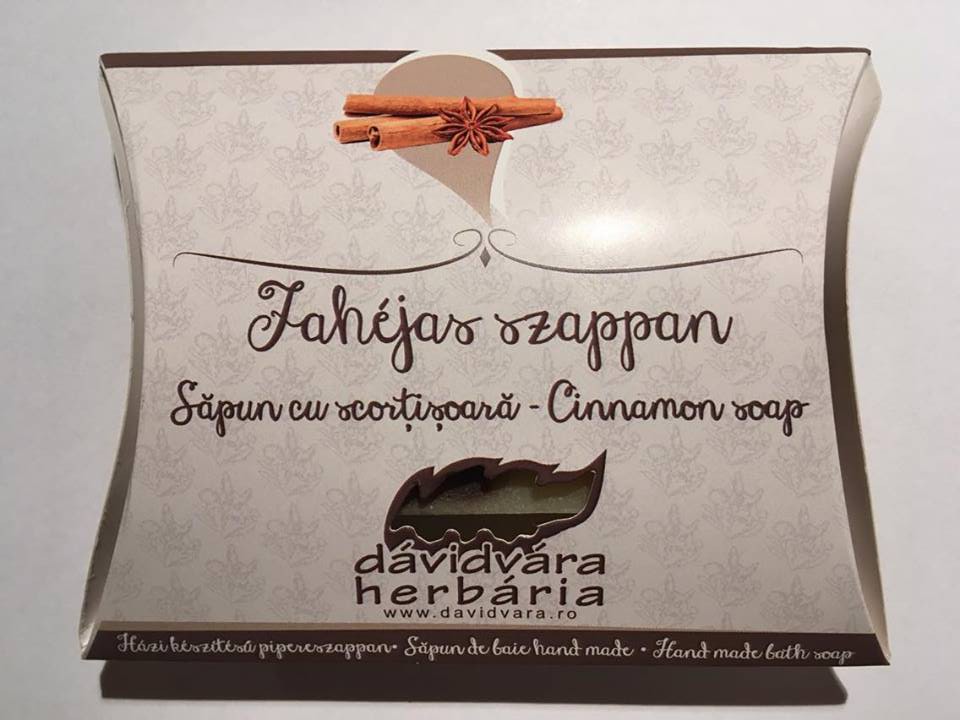 Fahéjas szappan
Săpun cu scorțișoară - Cinnamon soap
dávidvára
herbária
www.davidvara.ro
Házi készítésű pipereszappan • Săpun de baie hand made • Hand made bath soap